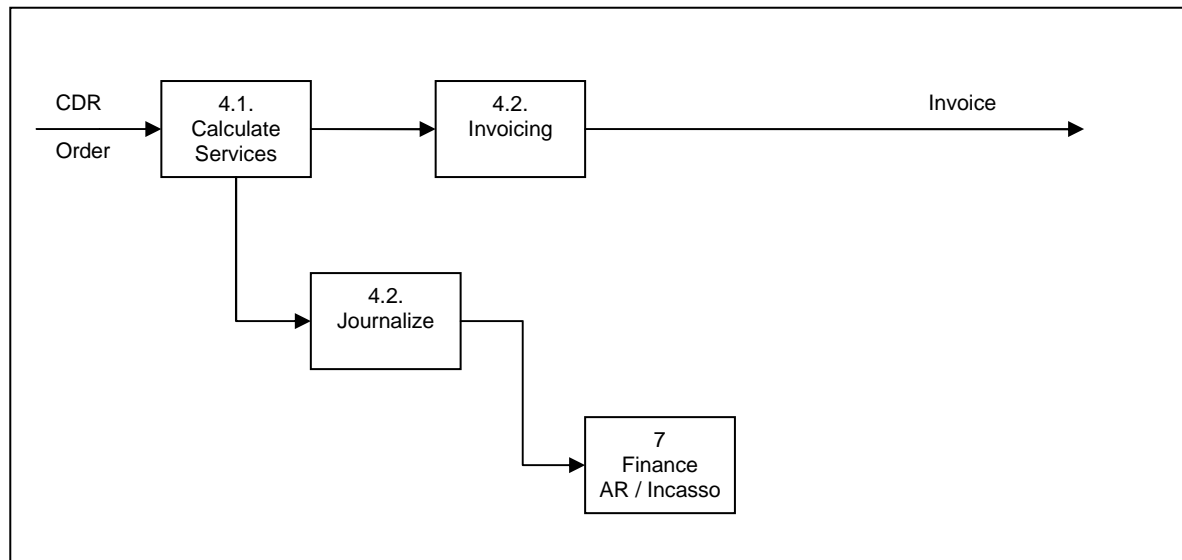 CDR
Order
4.1.
Calculate
Services
4.2.
Invoicing
Invoice
4.2.
Journalize
7
Finance
AR / Incasso